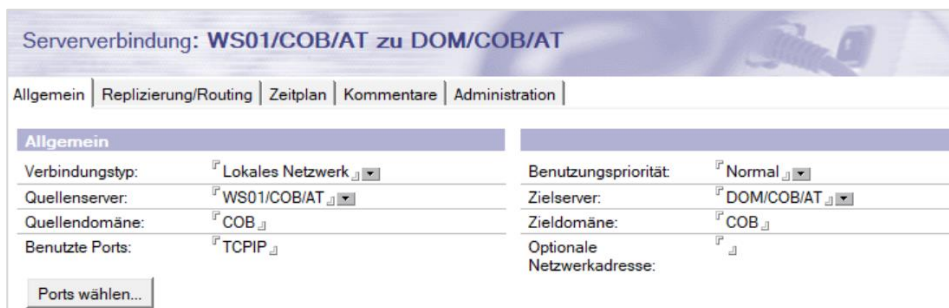 Serververbindung: WS01/COB/AT zu DOM/COB/AT
Allgemein Replizierung/Routing Zeitplan Kommentare Administration
Allgemein
Verbindungstyp: Lokales Netzwerk Benutzungspriorität: Normal
Quellenserver: WS01/COB/AT Zielserver: DOM/COB/AT
Quellendomäne: COB Zieldomäne: COB
Benutzte Ports: TCPIP Optionale
Netzwerkadresse:
Ports wählen...